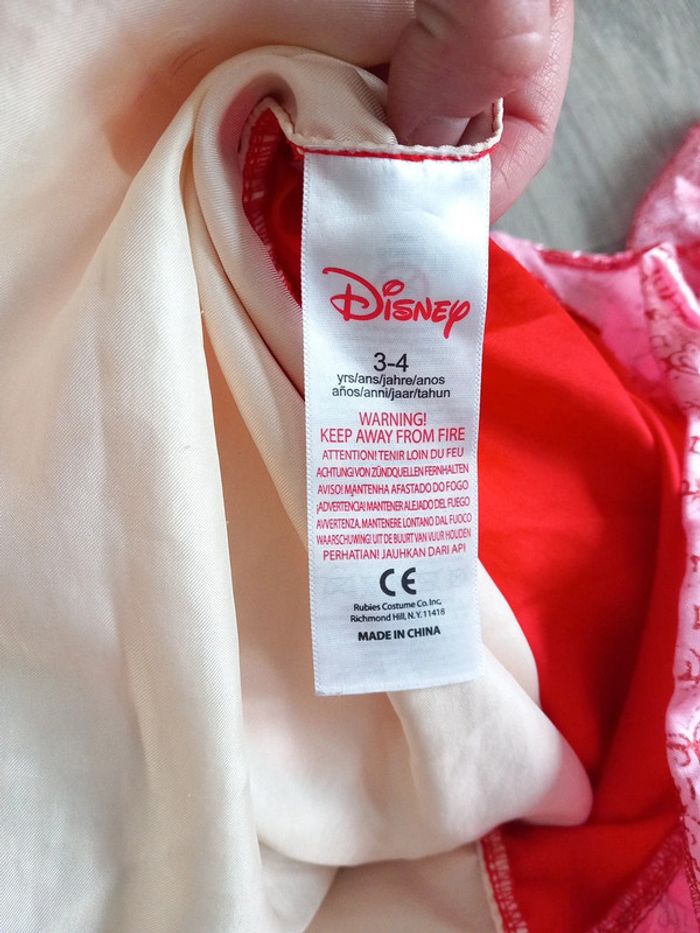 Disney
3-4
yrs/ans/jahre/anos
años/anni/jaar/tahun
WARNING!
KEEP AWAY FROM FIRE
ATTENTION! TENIR LOIN DU FEU
ACHTUNG! VON ZÜNDQUELLEN FERNHALTEN
AVISO! MANTENHA AFASTADO DO FOGO
¡ADVERTENCIA! MANTENER ALEJADO DEL FUEGO
AVVERTENZA. MANTENERE LONTANO DAL FUOCO
WAARSCHUWING! UIT DE BUURT VAN VUUR HOUDEN
PERHATIAN! JAUHKAN DARI API
CE
Rubies Costume Co. Inc,
Richmond Hill, N.Y. 11418
MADE IN CHINA